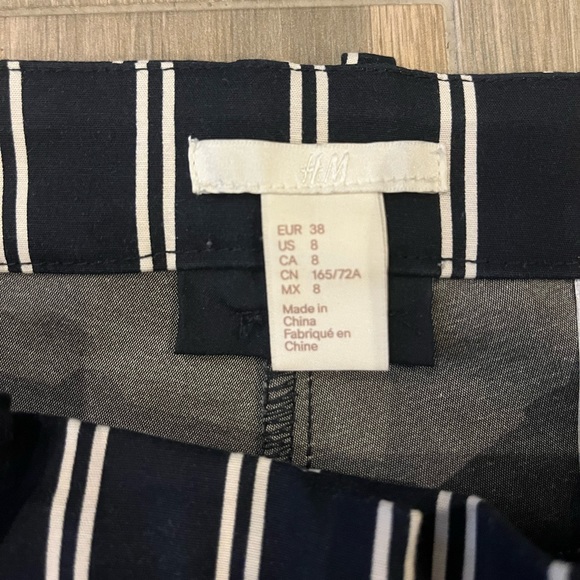 H&M
EUR 38
US 8
CA 8
CN 165/72A
MX 8
Made in
China
Fabriqué en
Chine